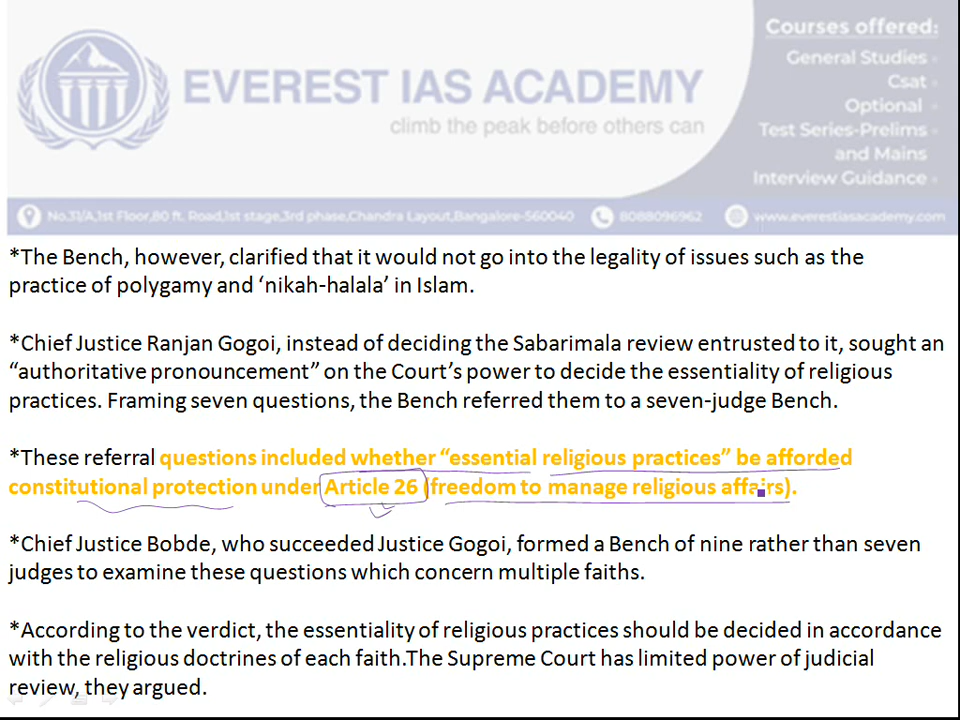 EVEREST IAS ACADEMY
climb the peak before others can
Courses offered:
General Studies
Csat
Optional
Test Series-Prelims
and Mains
Interview Guidance
No.31/A,1st Floor,80 ft. Road,1st stage,3rd phase,Chandra Layout,Bangalore-560040
8088096962
www.everestiasacademy.com
*The Bench, however, clarified that it would not go into the legality of issues such as the
practice of polygamy and ‘nikah-halala’ in Islam.
*Chief Justice Ranjan Gogoi, instead of deciding the Sabarimala review entrusted to it, sought an
“authoritative pronouncement” on the Court’s power to decide the essentiality of religious
practices. Framing seven questions, the Bench referred them to a seven-judge Bench.
*These referral questions included whether “essential religious practices” be afforded
constitutional protection under Article 26 (freedom to manage religious affairs).
*Chief Justice Bobde, who succeeded Justice Gogoi, formed a Bench of nine rather than seven
judges to examine these questions which concern multiple faiths.
*According to the verdict, the essentiality of religious practices should be decided in accordance
with the religious doctrines of each faith.The Supreme Court has limited power of judicial
review, they argued.